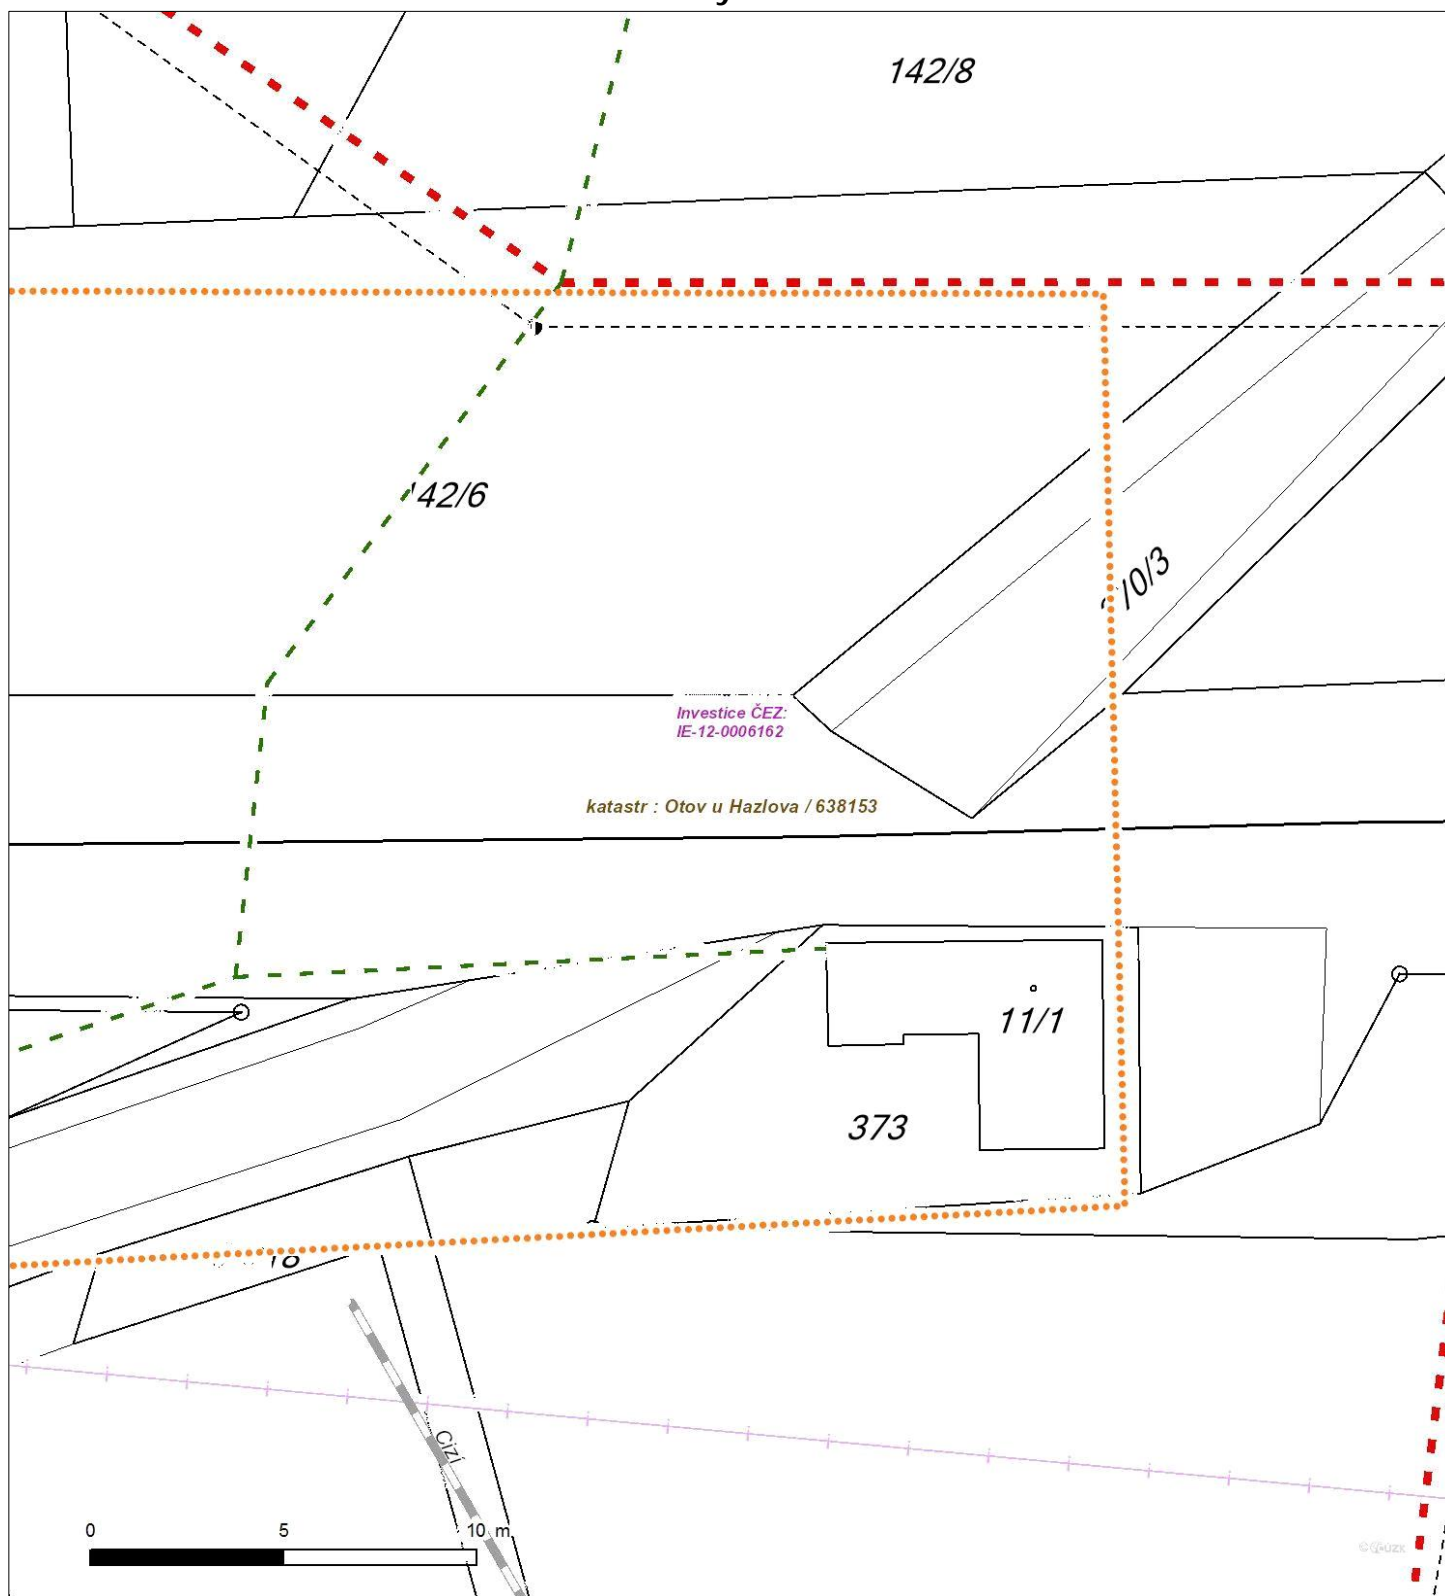 142/8
42/6
/0/3
Investice ČEZ:
IE-12-0006162
katastr : Otov u Hazlova / 638153
11/1
373
Cizí
0 5 10 m